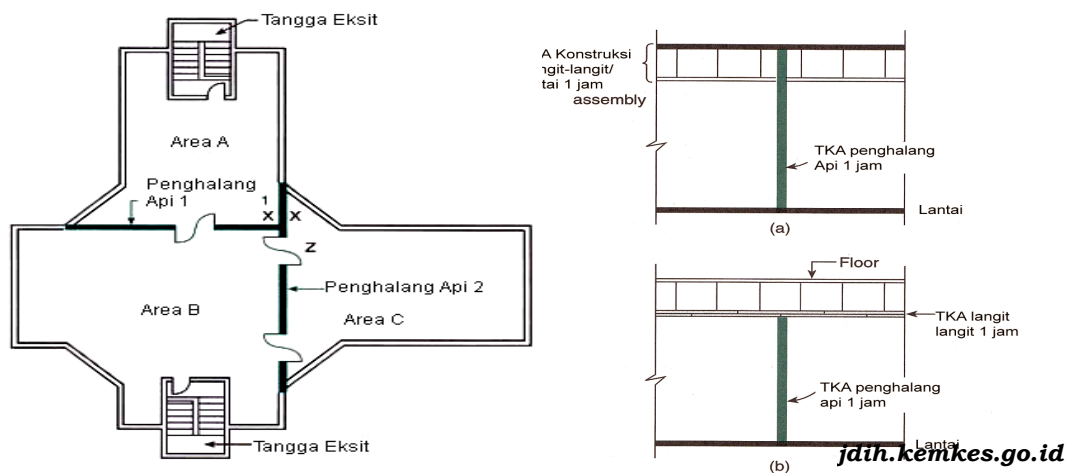 Tangga Eksit
Area A
Penghalang
Api 1
1
X
X
Z
Penghalang Api 2
Area B
Area C
Tangga Eksit
A Konstruksi
ngit-langit/
tai 1 jam
assembly
TKA penghalang
Api 1 jam
Lantai
(a)
Floor
TKA langit
langit 1 jam
TKA penghalang
api 1 jam
Lantai
(b)
jdih.kemkes.go.id